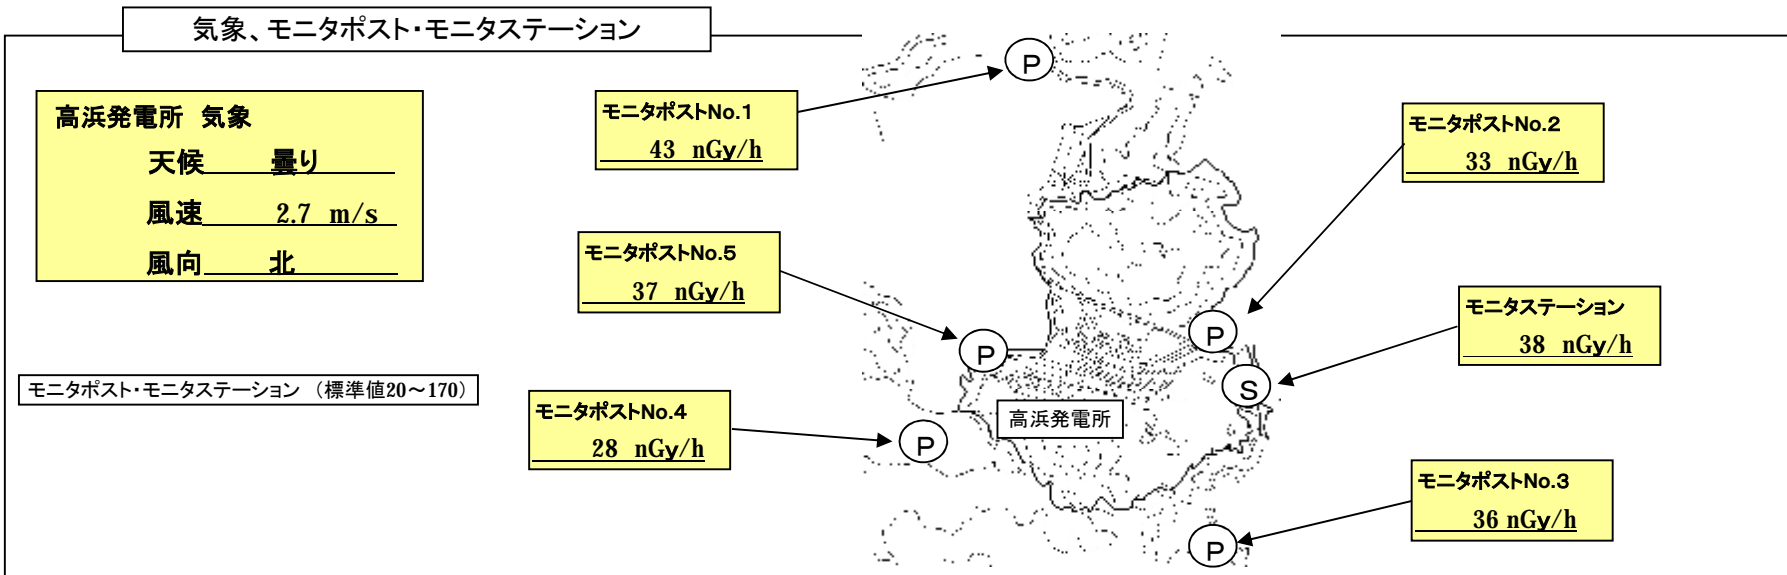 気象、モニタポスト・モニタステーション
高浜発電所 気象
天候 曇り
風速 2.7 m/s
風向 北
モニタポストNo.1
43 nGy/h
モニタポストNo.2
33 nGy/h
モニタポストNo.5
37 nGy/h
モニタステーション
38 nGy/h
モニタポスト・モニタステーション (標準値20～170)
モニタポストNo.4
28 nGy/h
高浜発電所
モニタポストNo.3
36 nGy/h
P
P
P
S
P
P